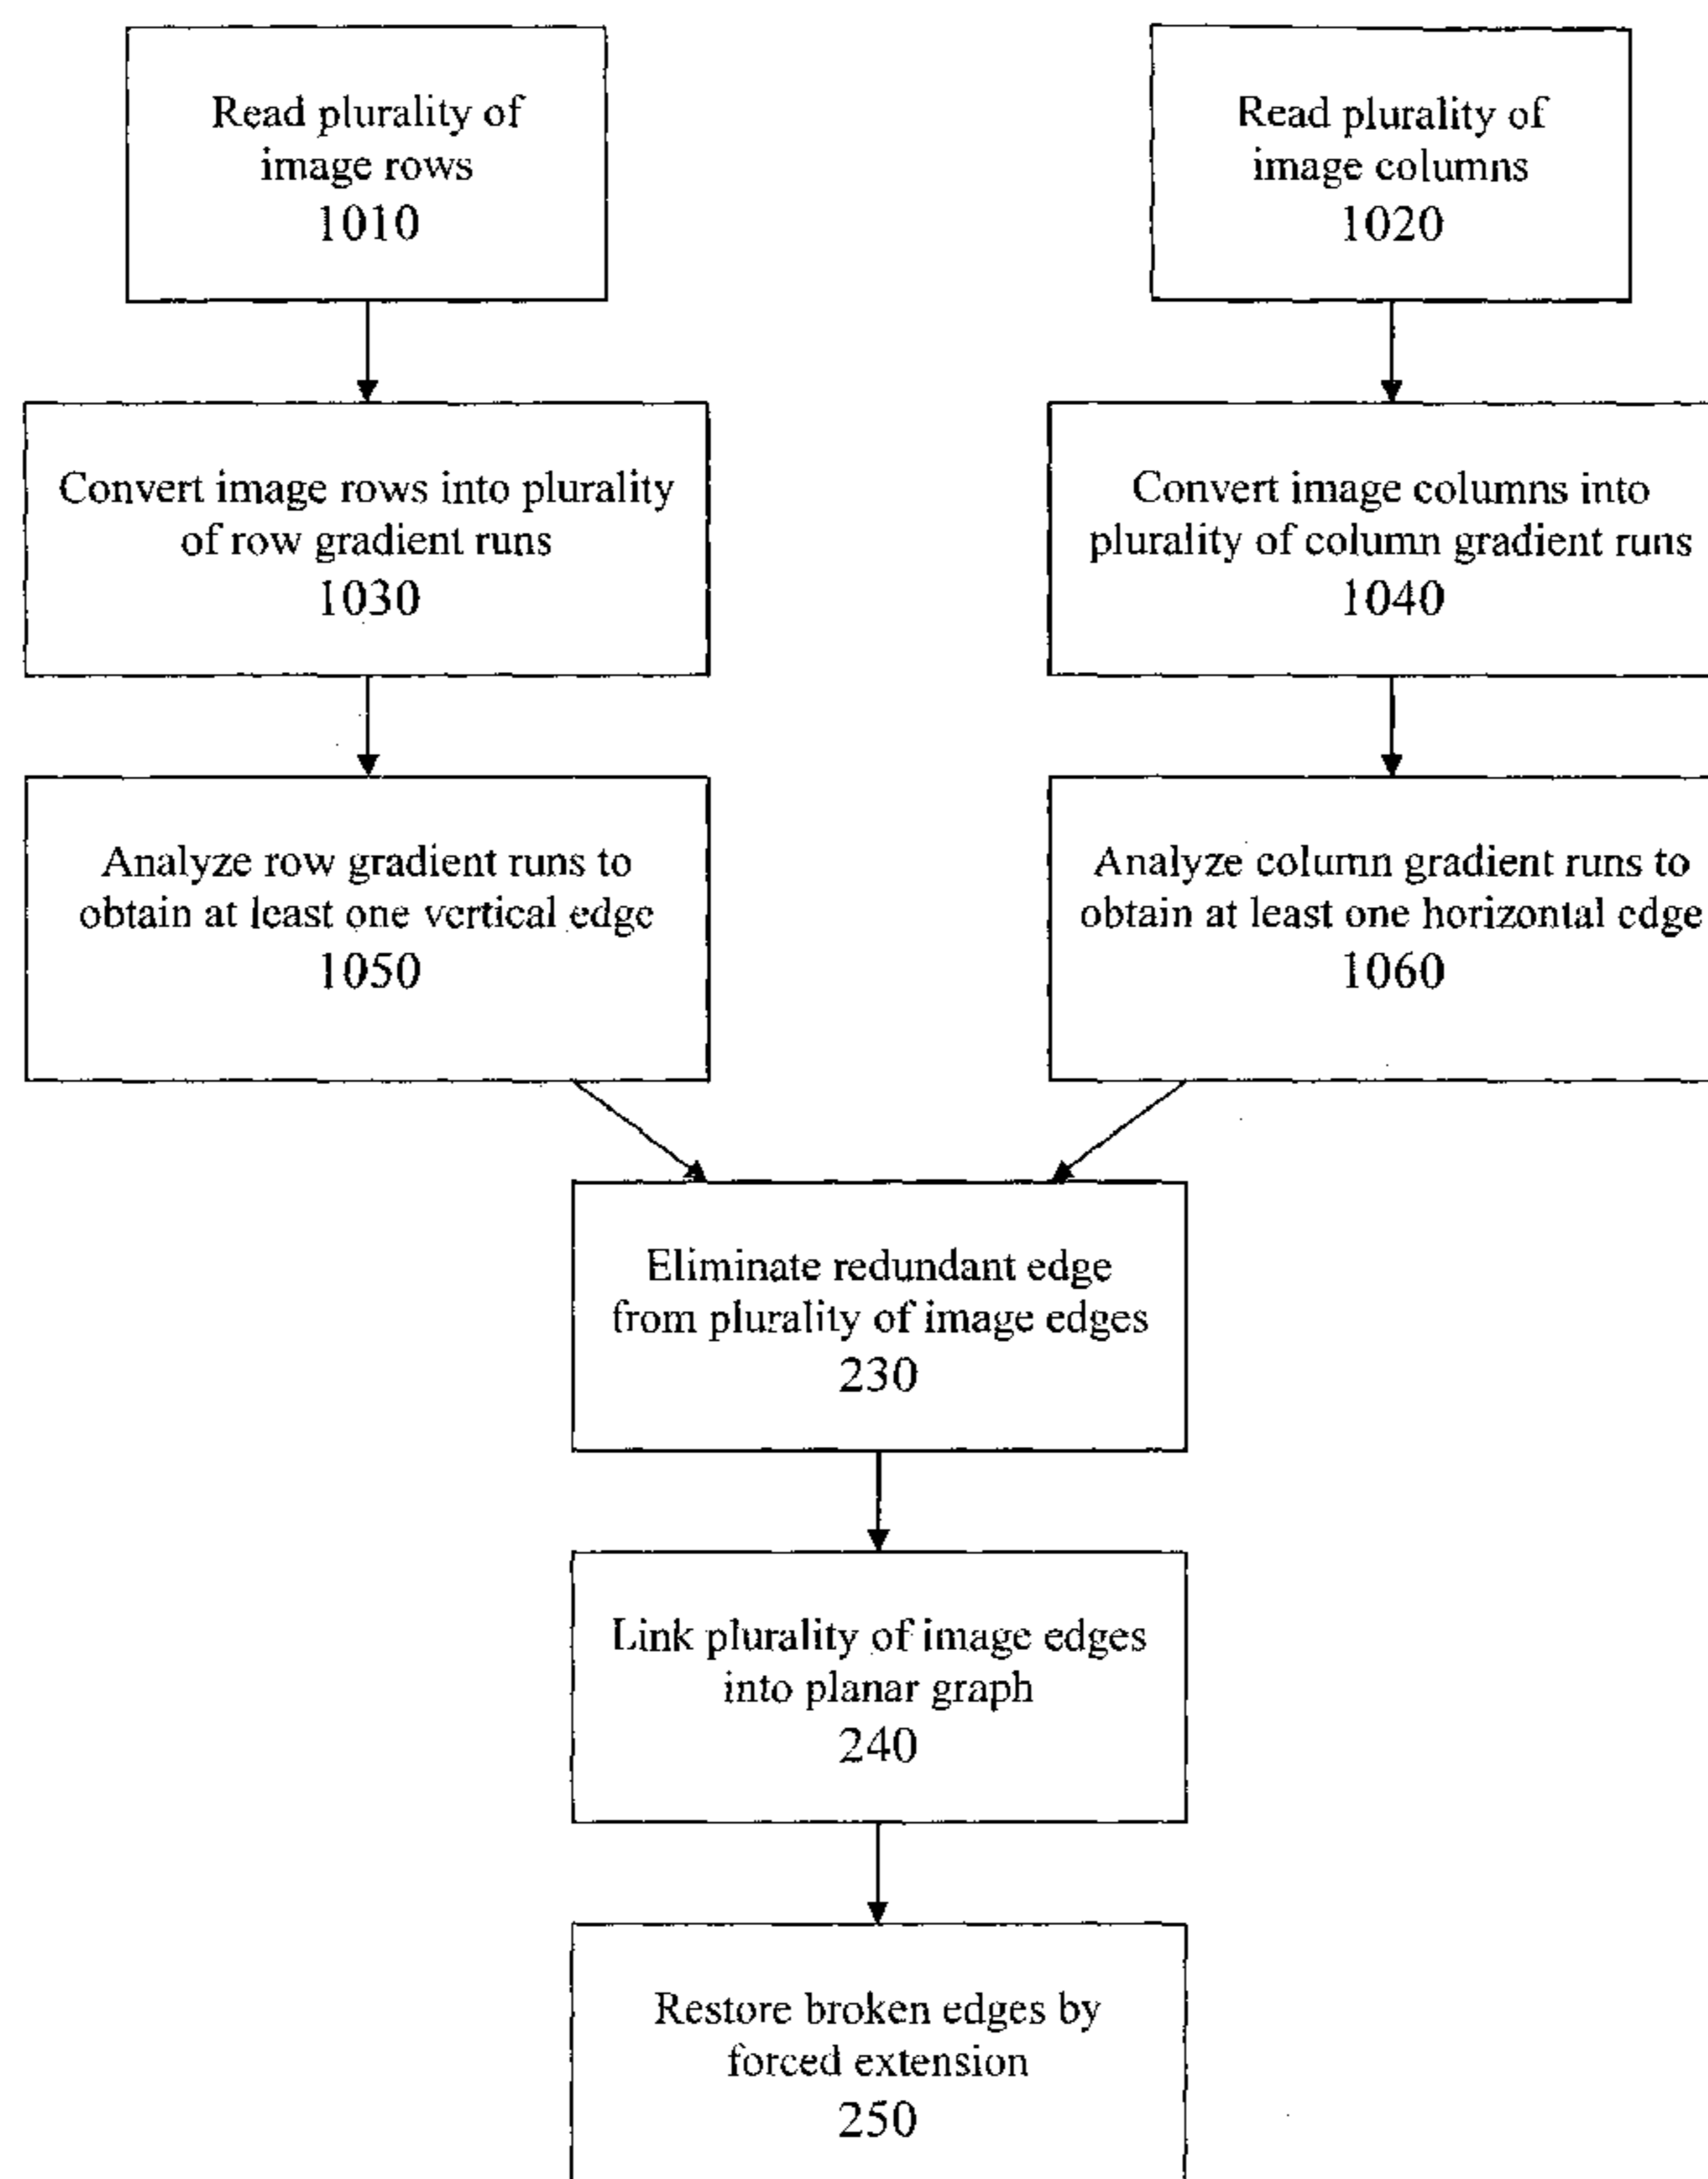 Read plurality of
image rows
1010
Read plurality of
image columns
1020
Convert image rows into plurality
of row gradient runs
1030
Convert image columns into
plurality of column gradient runs
1040
Analyze row gradient runs to
obtain at least one vertical edge
1050
Analyze column gradient runs to
obtain at least one horizontal edge
1060
Eliminate redundant edge
from plurality of image edges
230
Link plurality of image edges
into planar graph
240
Restore broken edges by
forced extension
250